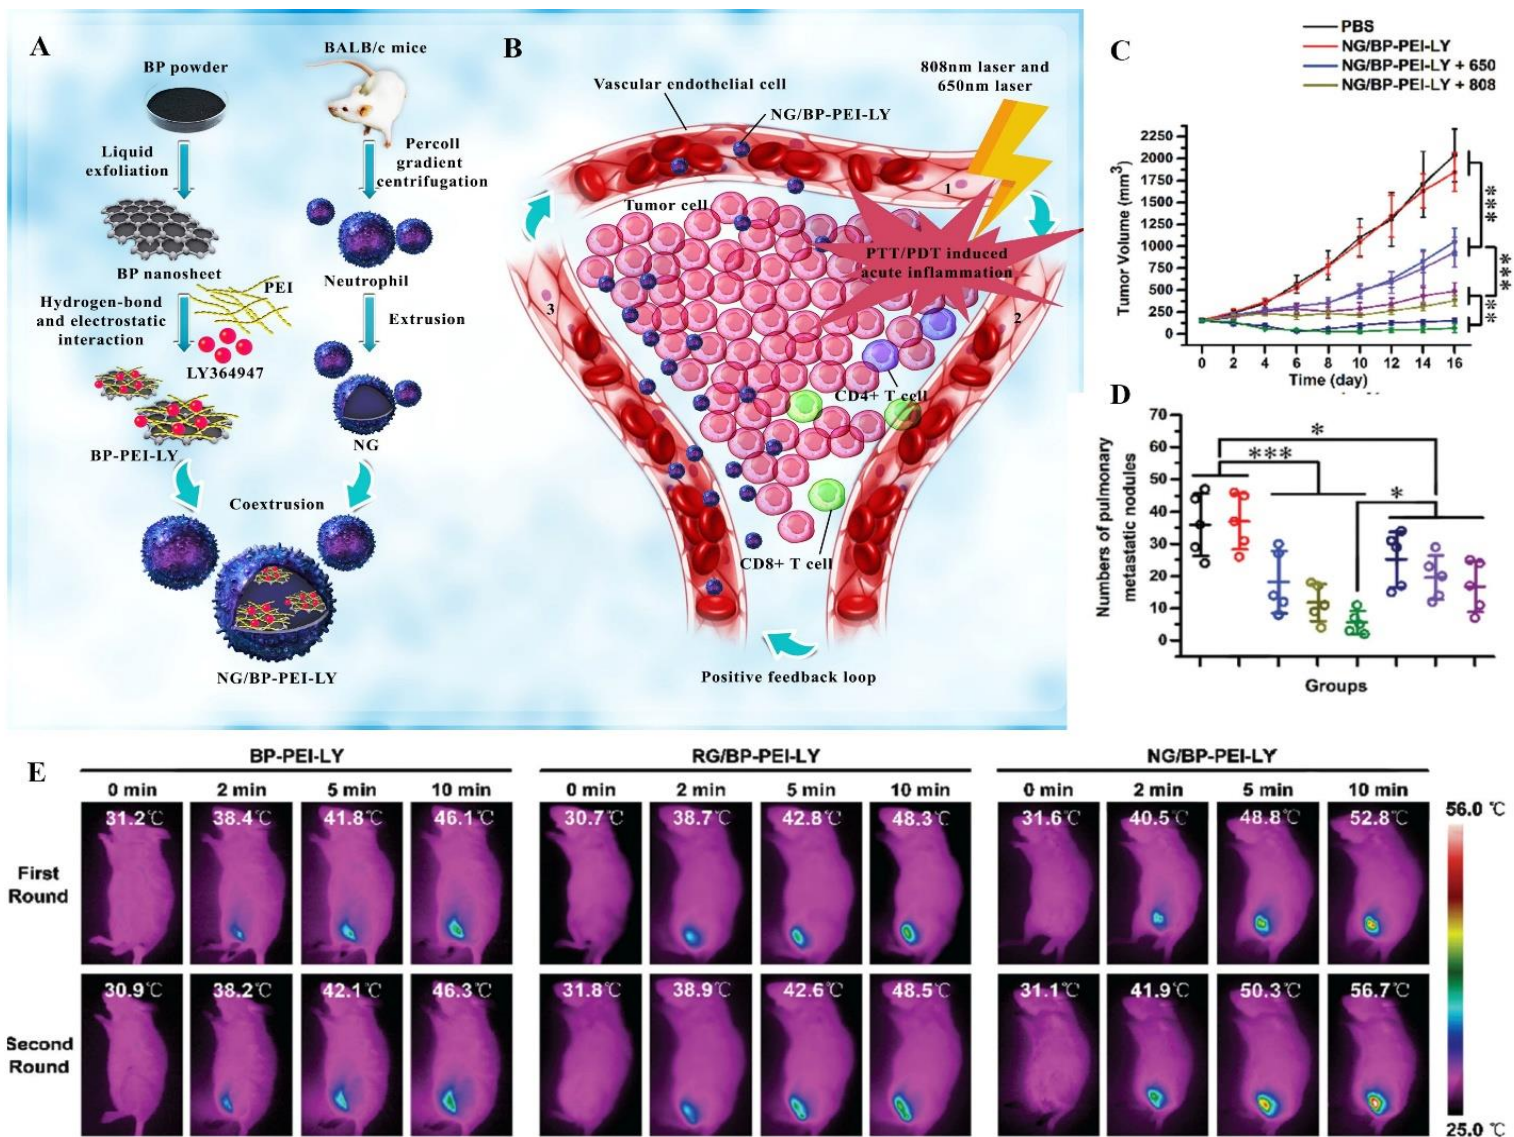 A
BALB/c mice
BP powder
Liquid
exfoliation
Percoll
gradient
centrifugation
BP nanosheet
PEI
Neutrophil
Hydrogen-bond
and electrostatic
interaction
Extrusion
LY364947
BP-PEI-LY
NG
Coextrusion
NG/BP-PEI-LY
B
Vascular endothelial cell
808nm laser and
650nm laser
NG/BP-PEI-LY
1
Tumor cell
PTT/PDT induced
acute inflammation
3
2
CD4+ T cell
CD8+ T cell
Positive feedback loop
C
PBS
NG/BP-PEI-LY
NG/BP-PEI-LY + 650
NG/BP-PEI-LY + 808
Tumor Volume (mm3)
2250
2000
1750
1500
1250
1000
750
500
250
0
0 2 4 6 8 10 12 14 16
Time (day)
***
***
**
D
Numbers of pulmonary
metastatic nodules
70
60
50
40
30
20
10
0
*
***
*
Groups
E
BP-PEI-LY
RG/BP-PEI-LY
NG/BP-PEI-LY
0 min 2 min 5 min 10 min 0 min 2 min 5 min 10 min 0 min 2 min 5 min 10 min
First
Round
31.2℃ 38.4℃ 41.8℃ 46.1℃ 30.7℃ 38.7℃ 42.8℃ 48.3℃ 31.6℃ 40.5℃ 48.8℃ 52.8℃
Second
Round
30.9℃ 38.2℃ 42.1℃ 46.3℃ 31.8℃ 38.9℃ 42.6℃ 48.5℃ 31.1℃ 41.9℃ 50.3℃ 56.7℃
56.0 ℃
25.0 ℃